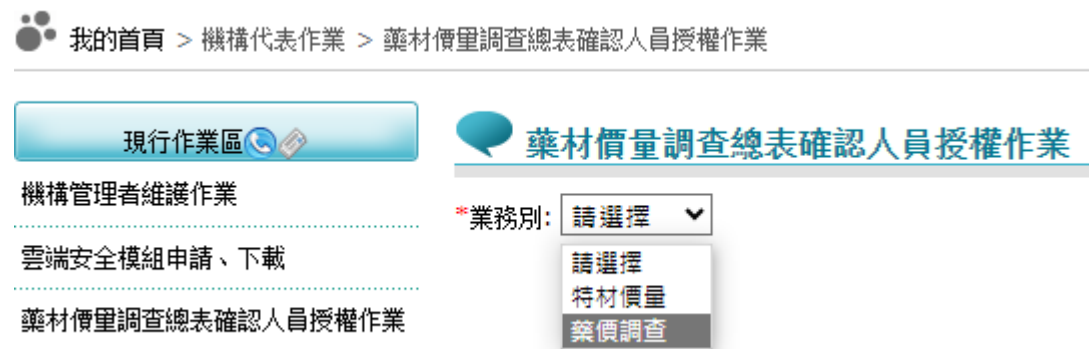 我的首頁 > 機構代表作業 > 藥材價量調查總表確認人員授權作業
現行作業區
機構管理者維護作業
雲端安全模組申請、下載
藥材價量調查總表確認人員授權作業
藥材價量調查總表確認人員授權作業
*業務別: 請選擇
請選擇
特材價量
藥價調查